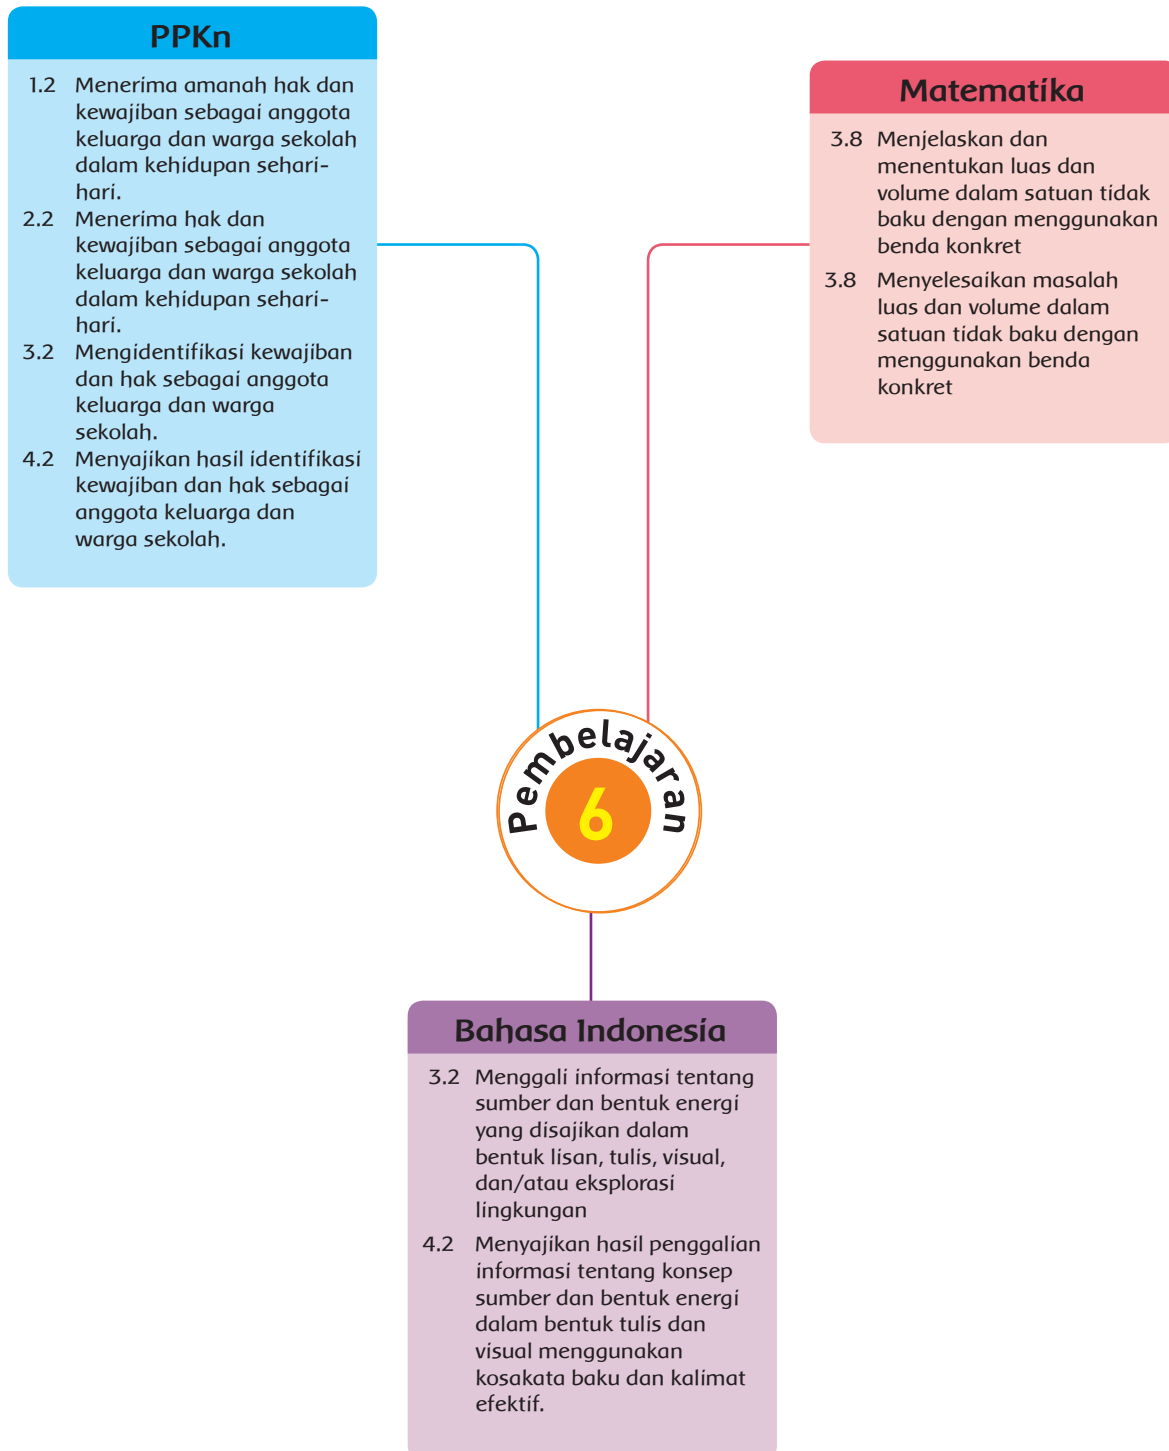 PPKn
1.2 Menerima amanah hak dan
kewajiban sebagai anggota
keluarga dan warga sekolah
dalam kehidupan sehari-
hari.
2.2 Menerima hak dan
kewajiban sebagai anggota
keluarga dan warga sekolah
dalam kehidupan sehari-
hari.
3.2 Mengidentifikasi kewajiban
dan hak sebagai anggota
keluarga dan warga
sekolah.
4.2 Menyajikan hasil identifikasi
kewajiban dan hak sebagai
anggota keluarga dan
warga sekolah.
Matematika
3.8 Menjelaskan dan
menentukan luas dan
volume dalam satuan tidak
baku dengan menggunakan
benda konkret
3.8 Menyelesaikan masalah
luas dan volume dalam
satuan tidak baku dengan
menggunakan benda
konkret
Pembelajaran
6
Bahasa Indonesia
3.2 Menggali informasi tentang
sumber dan bentuk energi
yang disajikan dalam
bentuk lisan, tulis, visual,
dan/atau eksplorasi
lingkungan
4.2 Menyajikan hasil penggalian
informasi tentang konsep
sumber dan bentuk energi
dalam bentuk tulis dan
visual menggunakan
kosakata baku dan kalimat
efektif.